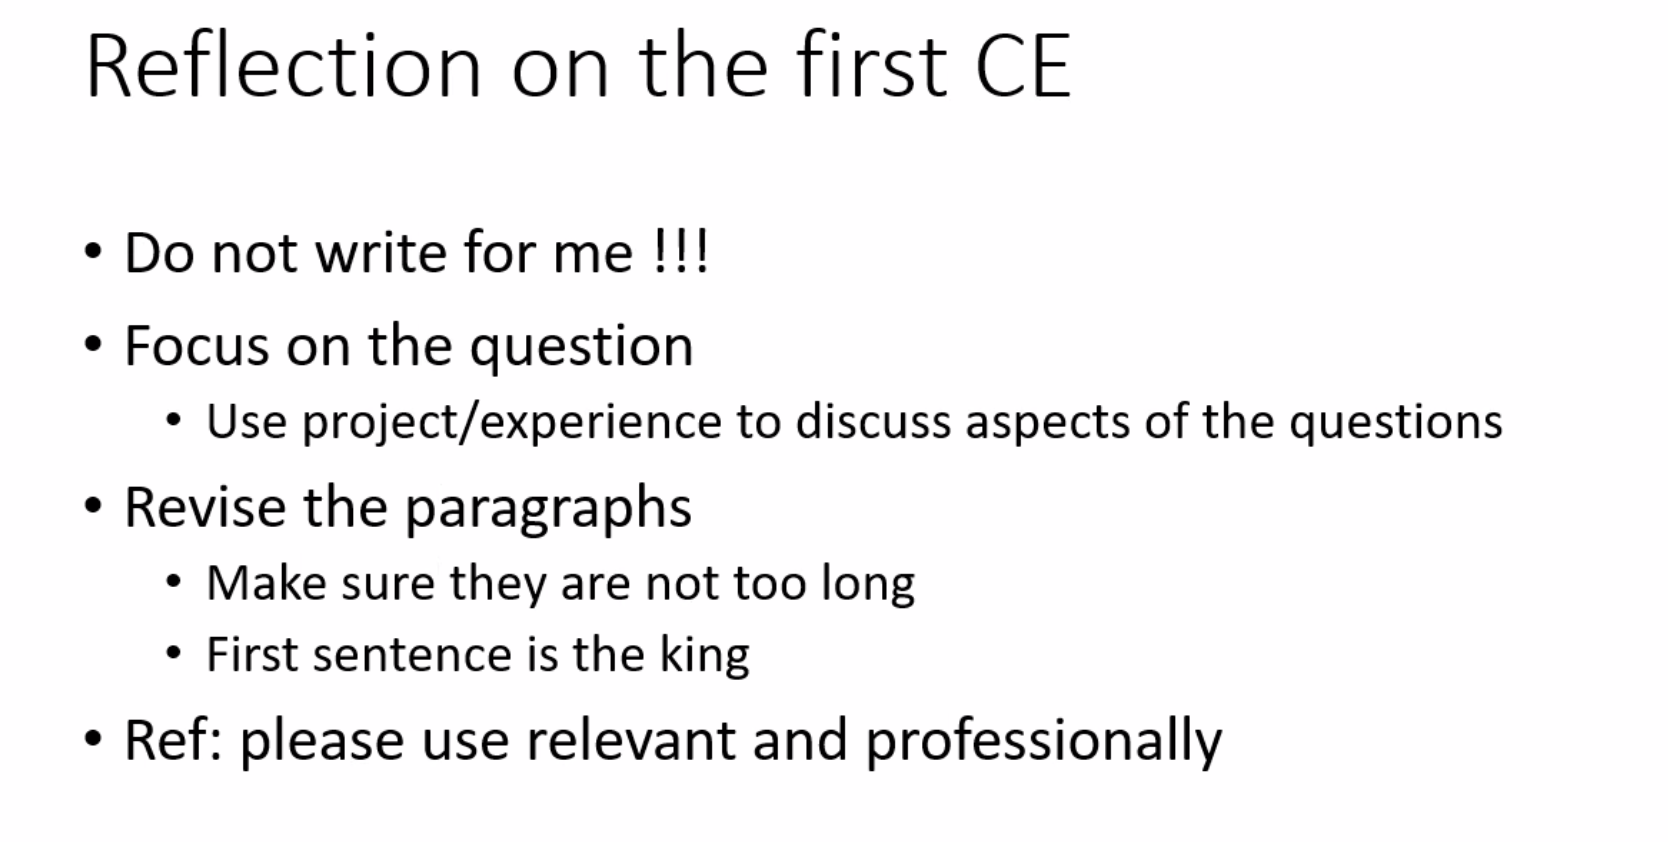 Reflection on the first CE
• Do not write for me !!!
• Focus on the question
• Use project/experience to discuss aspects of the questions
• Revise the paragraphs
• Make sure they are not too long
• First sentence is the king
• Ref: please use relevant and professionally